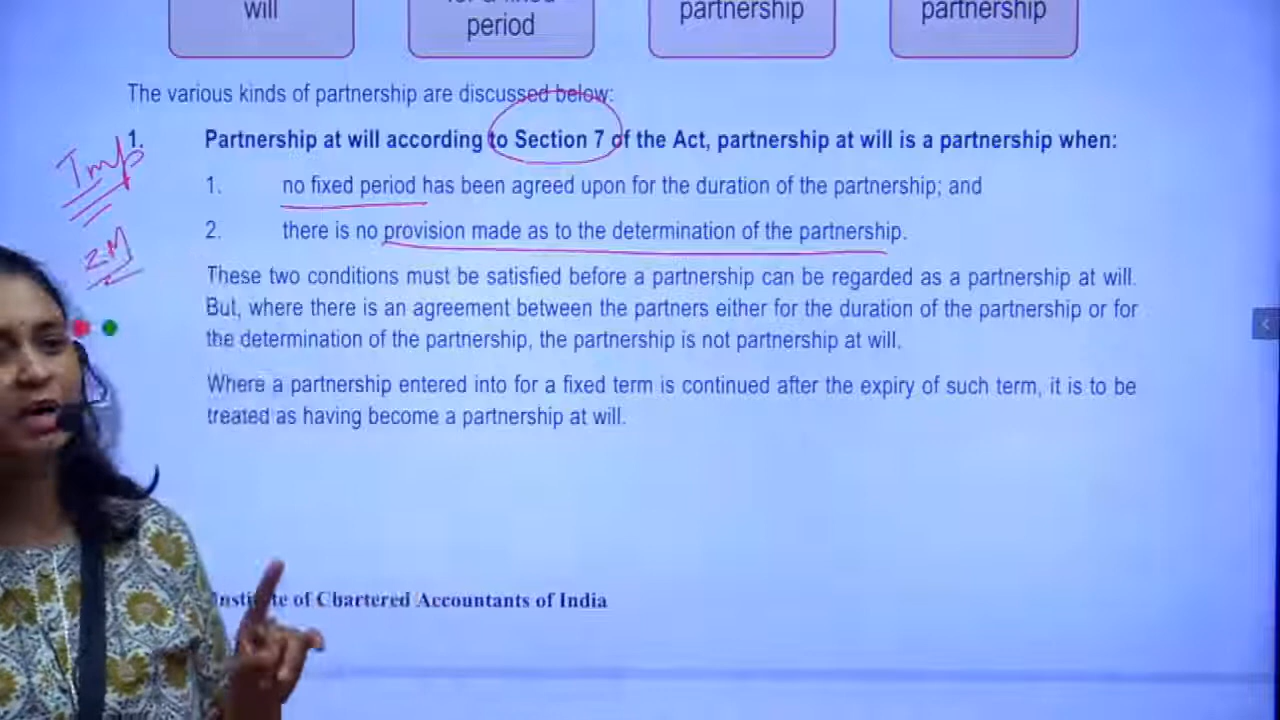 will
period
partnership
partnership
The various kinds of partnership are discussed below:
1. Partnership at will according to Section 7 of the Act, partnership at will is a partnership when:
Imp
1. no fixed period has been agreed upon for the duration of the partnership; and
2. there is no provision made as to the determination of the partnership.
2M
These two conditions must be satisfied before a partnership can be regarded as a partnership at will.
But, where there is an agreement between the partners either for the duration of the partnership or for
the determination of the partnership, the partnership is not partnership at will.
Where a partnership entered into for a fixed term is continued after the expiry of such term, it is to be
treated as having become a partnership at will.
of Chartered Accountants of India